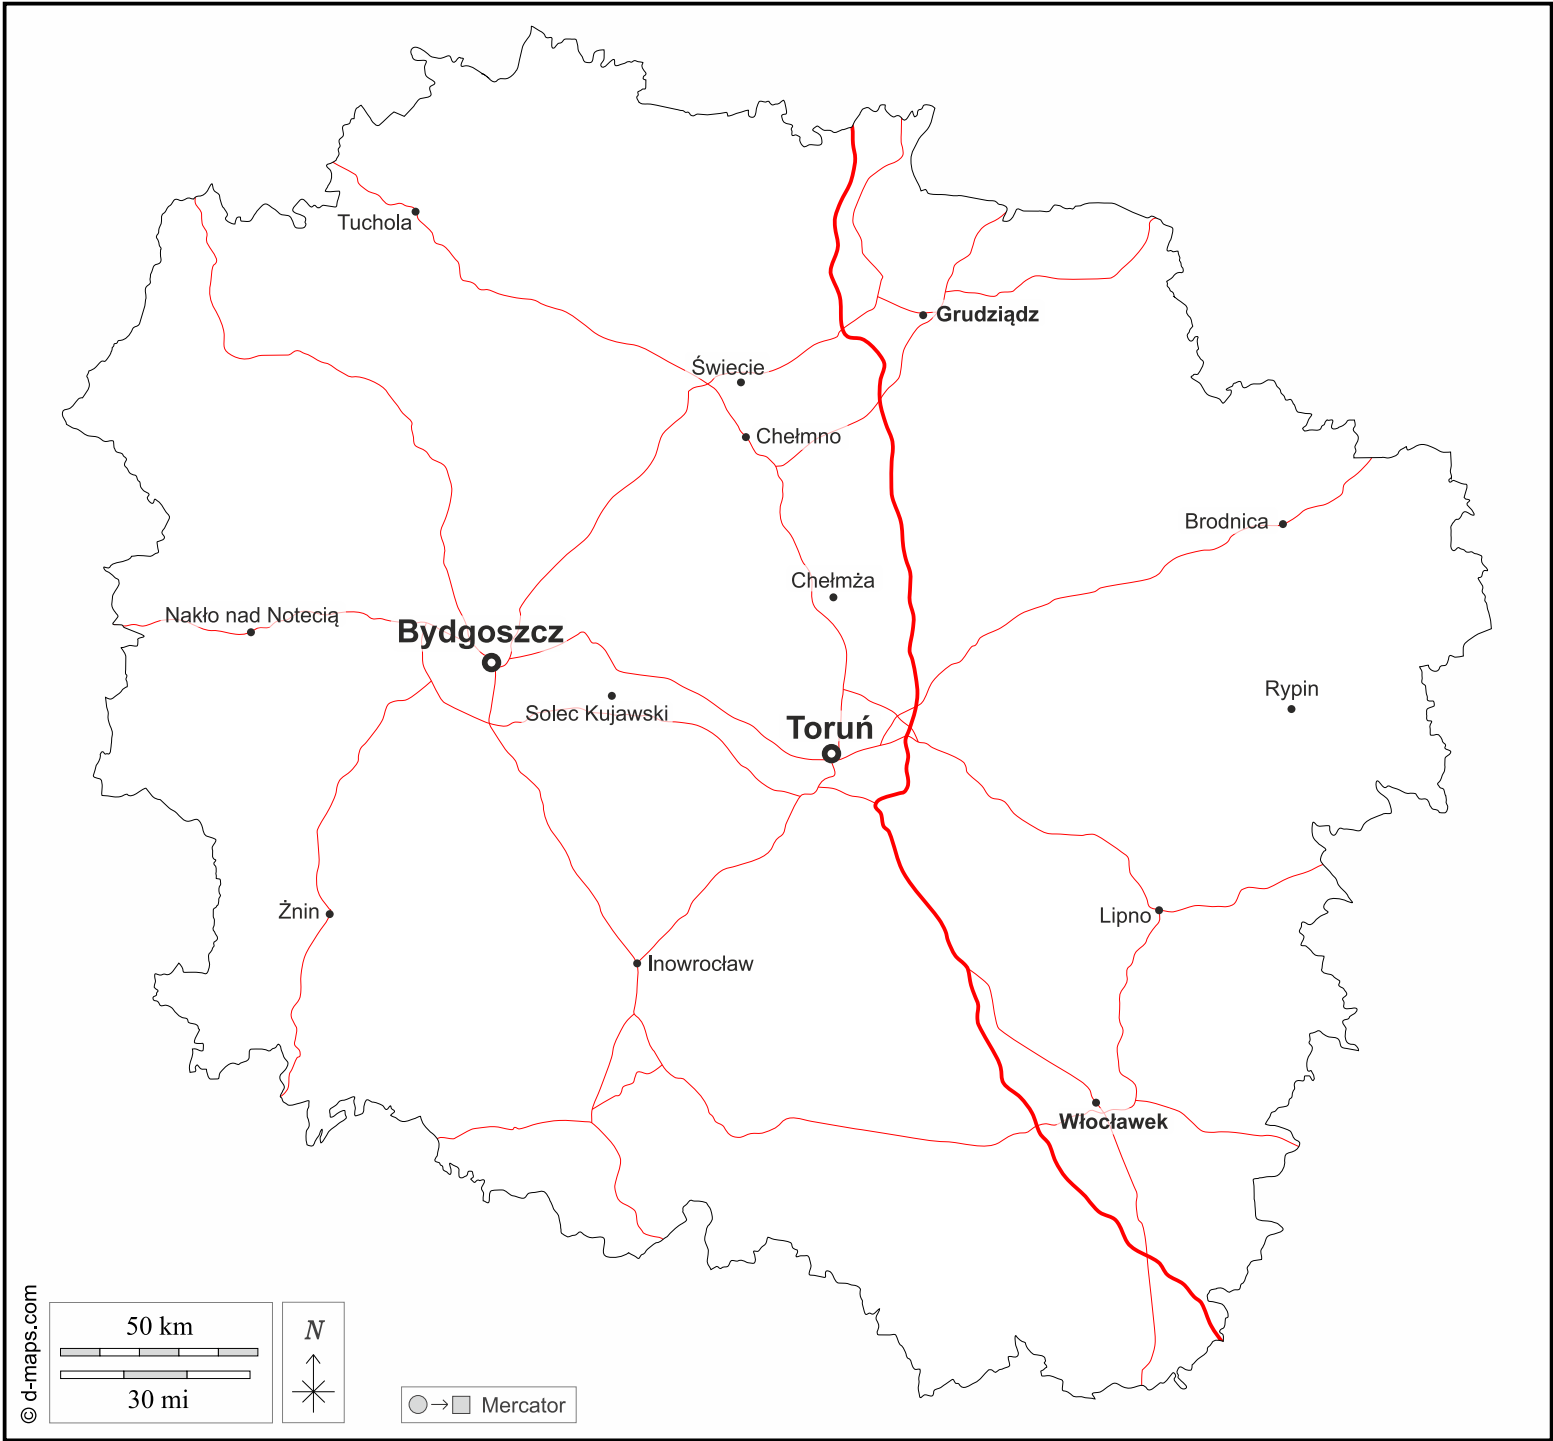 Tuchola
Grudziądz
Świecie
Chełmno
Brodnica
Chełmża
Nakło nad Notecią
Bydgoszcz
Rypin
Solec Kujawski
Toruń
Żnin
Lipno
Inowrocław
Włocławek
© d-maps.com
50 km
30 mi
N
Mercator